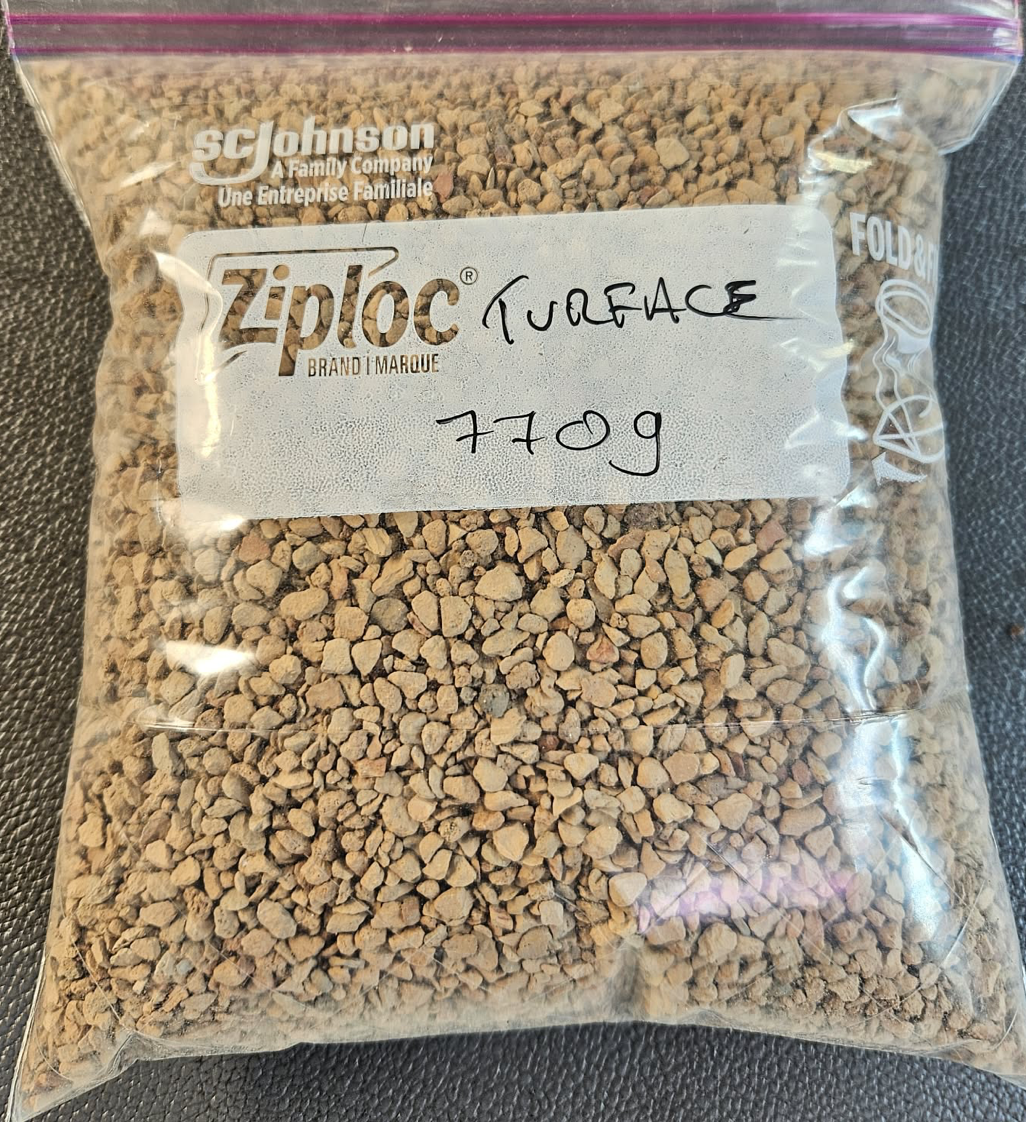 scJohnson
A Family Company
Une Entreprise Familiale
Ziploc® TURFACE
BRAND | MARQUE
770g
FOLD & F